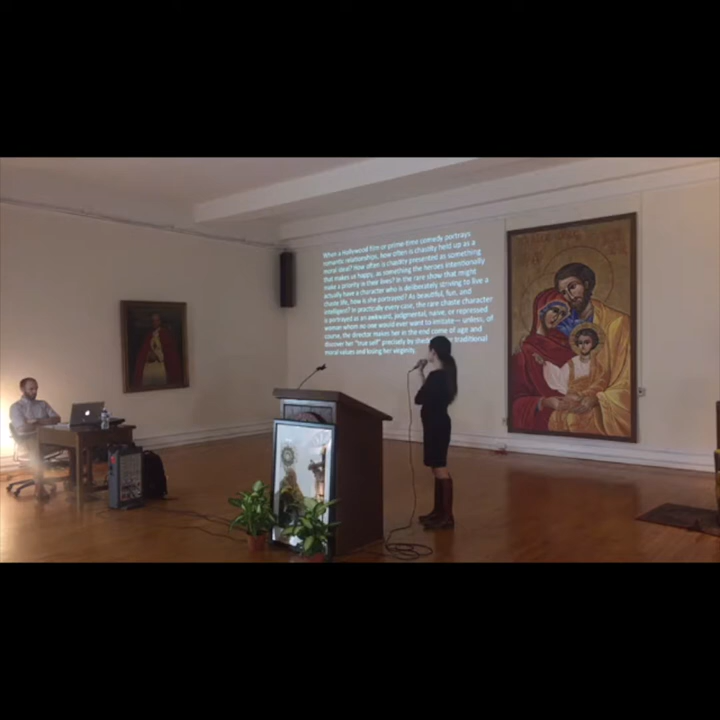 When a Hollywood film or prime-time comedy portrays
romantic relationships, how often is chastity held up as a
moral ideal? How often is chastity presented as something
that makes us happy, as something the heroes intentionally
make a priority in their lives? In the rare show that might
actually have a character who is deliberately striving to live a
chaste life, how is she portrayed? As beautiful, fun, and
intelligent? In practically every case, the rare chaste character
is portrayed as an awkward, judgmental, naive, or repressed
woman whom no one would ever want to imitate— unless, of
course, the director makes her in the end come of age and
discover her "true self" precisely by traditional
moral values and losing her virginity.